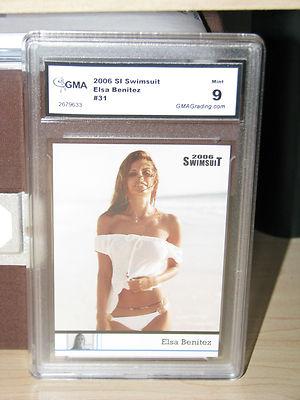 GMA
2679633
2006 SI Swimsuit
Elsa Benitez
#31
Mint
9
GMAGrading.com
2006
SWIMSUIT
Elsa Benitez